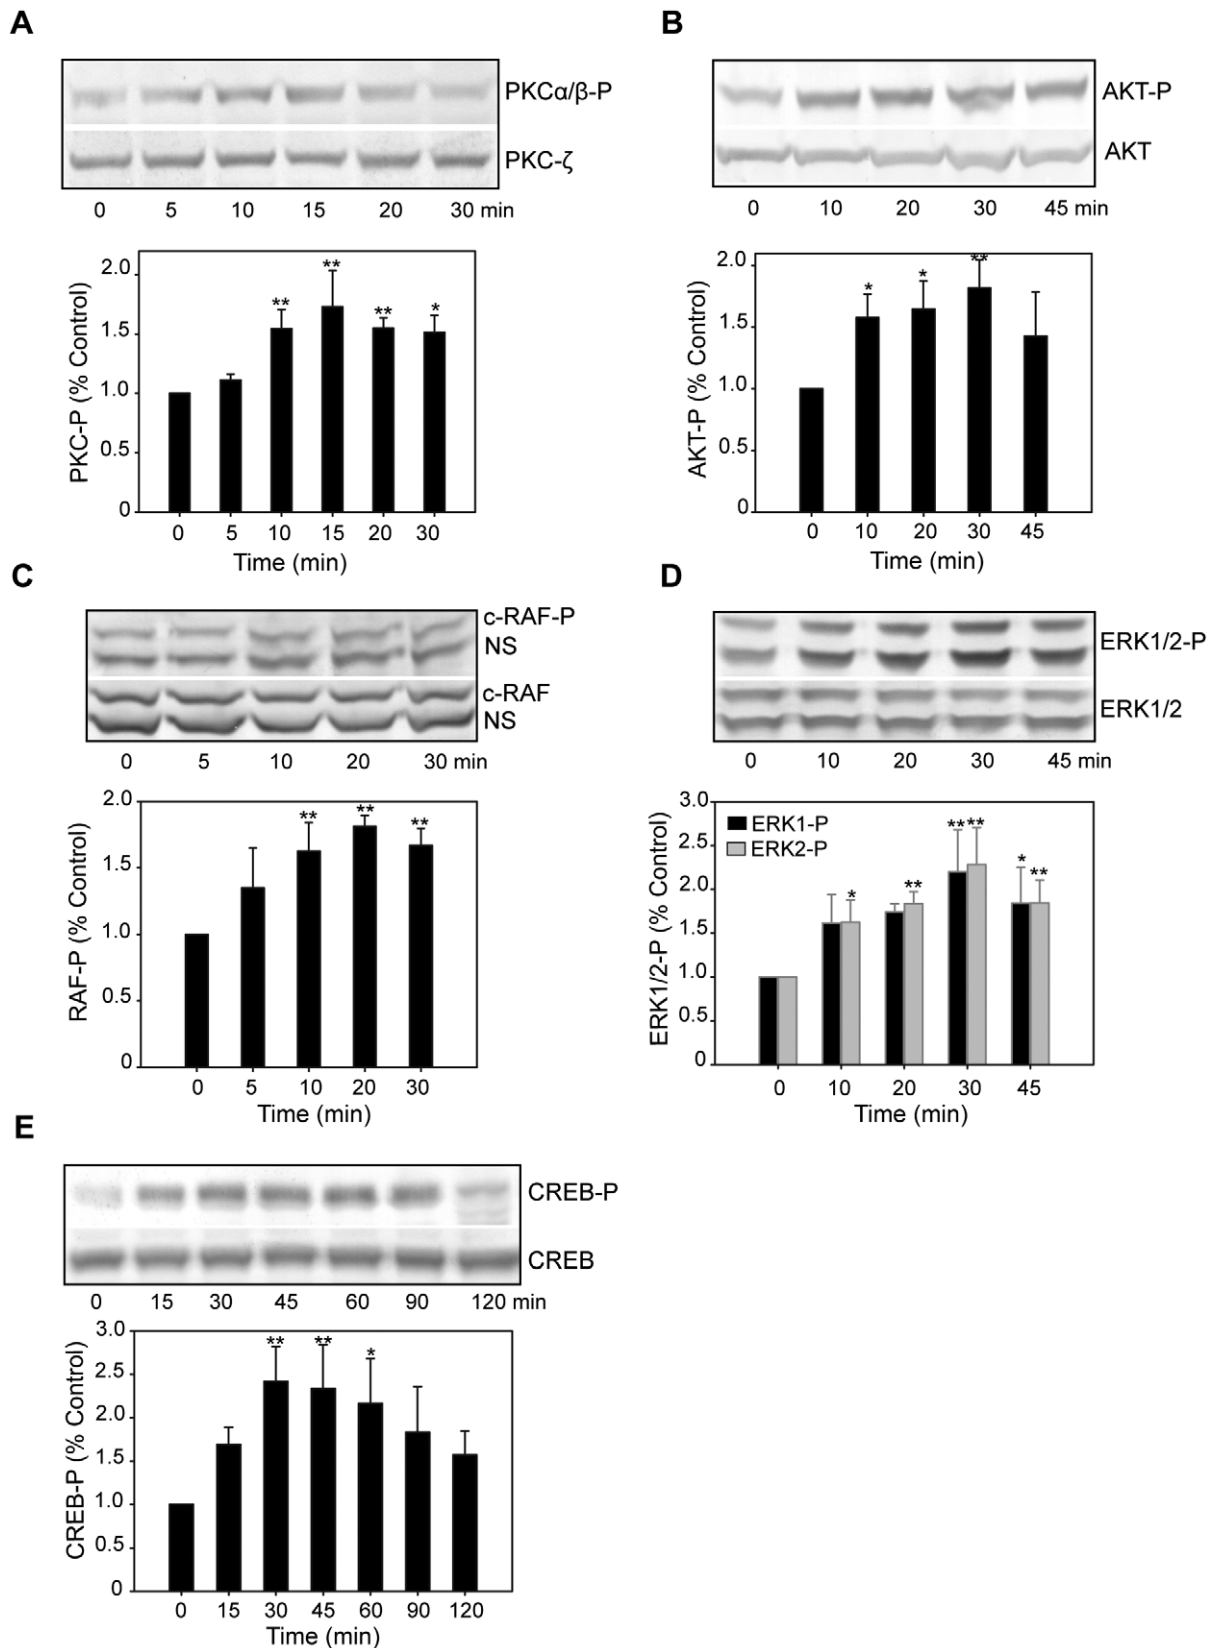 A
PKCα/β-P
PKC-ζ
0 5 10 15 20 30 min
PKC-P (% Control)
2.0
1.5
1.0
0.5
0
** ** ** *
0 5 10 15 20 30
Time (min)
B
AKT-P
AKT
0 10 20 30 45 min
AKT-P (% Control)
2.0
1.5
1.0
0.5
0
* * **
0 10 20 30 45
Time (min)
C
c-RAF-P
NS
c-RAF
NS
0 5 10 20 30 min
RAF-P (% Control)
2.0
1.5
1.0
0.5
0
** ** **
0 5 10 20 30
Time (min)
D
ERK1/2-P
ERK1/2
0 10 20 30 45 min
ERK1/2-P (% Control)
3.0
2.5
2.0
1.5
1.0
0.5
0
ERK1-P
ERK2-P
* ** ** ** * **
0 10 20 30 45
Time (min)
E
CREB-P
CREB
0 15 30 45 60 90 120 min
CREB-P (% Control)
3.0
2.5
2.0
1.5
1.0
0.5
0
** ** *
0 15 30 45 60 90 120
Time (min)